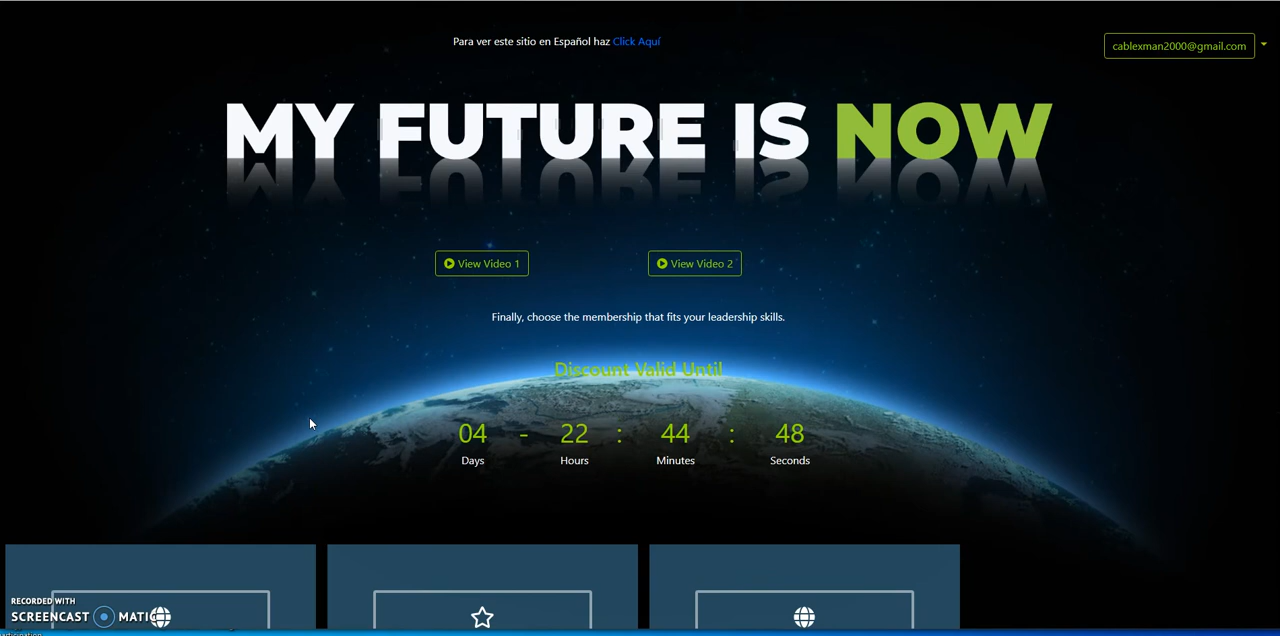 Para ver este sitio en Español haz Click Aquí
cablexman2000@gmail.com
MY FUTURE IS NOW
View Video 1
View Video 2
Finally, choose the membership that fits your leadership skills.
Discount Valid Until
04 - 22 : 44 : 48
Days Hours Minutes Seconds
RECORDED WITH
SCREENCAST MATIC